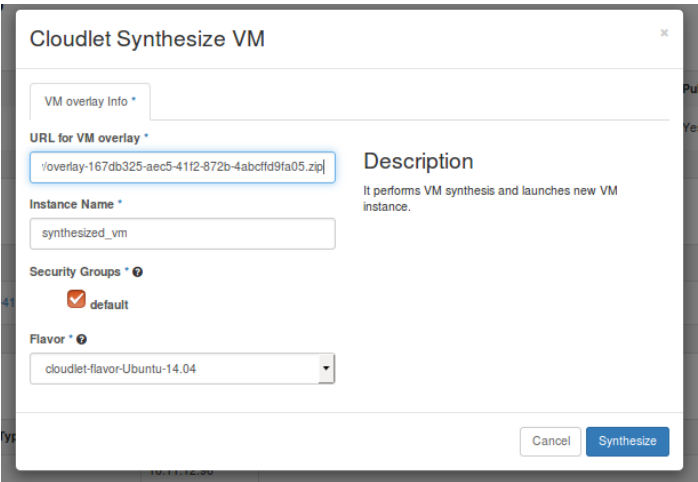 Cloudlet Synthesize VM
×
VM overlay Info *
URL for VM overlay *
/overlay-167db325-aec5-41f2-872b-4abcffd9fa05.zip
Description
It performs VM synthesis and launches new VM
instance.
Instance Name *
synthesized_vm
Security Groups *
default
Flavor *
cloudlet-flavor-Ubuntu-14.04
Cancel
Synthesize